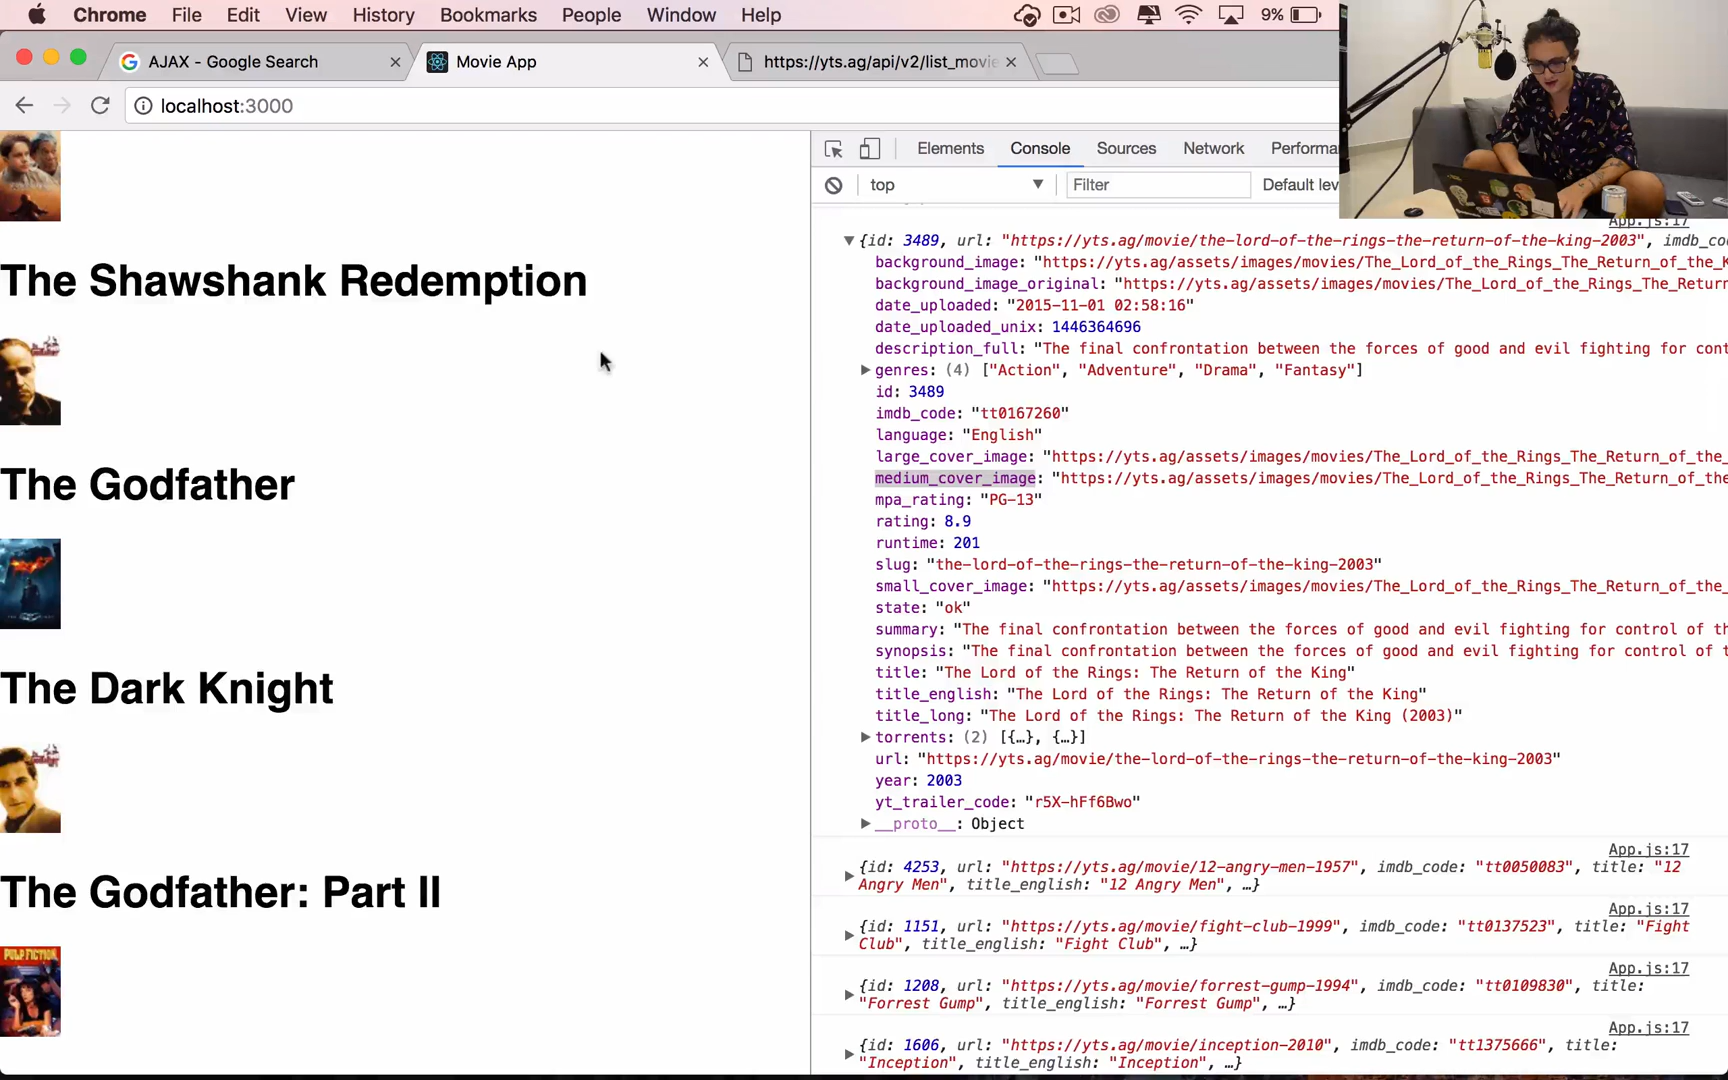 Chrome File Edit View History Bookmarks People Window Help 9%
AJAX - Google Search
Movie App
https://yts.ag/api/v2/list_movie
localhost:3000
The Shawshank Redemption
The Godfather
The Dark Knight
The Godfather: Part II
PULP FICTION
Elements Console Sources Network Performa
top Filter Default lev
App.js:17
{id: 3489, url: "https://yts.ag/movie/the-lord-of-the-rings-the-return-of-the-king-2003", imdb_co
background_image: "https://yts.ag/assets/images/movies/The_Lord_of_the_Rings_The_Return_of_the_K
background_image_original: "https://yts.ag/assets/images/movies/The_Lord_of_the_Rings_The_Return
date_uploaded: "2015-11-01 02:58:16"
date_uploaded_unix: 1446364696
description_full: "The final confrontation between the forces of good and evil fighting for cont
genres: (4) ["Action", "Adventure", "Drama", "Fantasy"]
id: 3489
imdb_code: "tt0167260"
language: "English"
large_cover_image: "https://yts.ag/assets/images/movies/The_Lord_of_the_Rings_The_Return_of_the_
medium_cover_image: "https://yts.ag/assets/images/movies/The_Lord_of_the_Rings_The_Return_of_the
mpa_rating: "PG-13"
rating: 8.9
runtime: 201
slug: "the-lord-of-the-rings-the-return-of-the-king-2003"
small_cover_image: "https://yts.ag/assets/images/movies/The_Lord_of_the_Rings_The_Return_of_the_
state: "ok"
summary: "The final confrontation between the forces of good and evil fighting for control of th
synopsis: "The final confrontation between the forces of good and evil fighting for control of t
title: "The Lord of the Rings: The Return of the King"
title_english: "The Lord of the Rings: The Return of the King"
title_long: "The Lord of the Rings: The Return of the King (2003)"
torrents: (2) [{…}, {…}]
url: "https://yts.ag/movie/the-lord-of-the-rings-the-return-of-the-king-2003"
year: 2003
yt_trailer_code: "r5X-hFf6Bwo"
__proto__: Object
App.js:17
{id: 4253, url: "https://yts.ag/movie/12-angry-men-1957", imdb_code: "tt0050083", title: "12
Angry Men", title_english: "12 Angry Men", …}
App.js:17
{id: 1151, url: "https://yts.ag/movie/fight-club-1999", imdb_code: "tt0137523", title: "Fight
Club", title_english: "Fight Club", …}
App.js:17
{id: 1208, url: "https://yts.ag/movie/forrest-gump-1994", imdb_code: "tt0109830", title:
"Forrest Gump", title_english: "Forrest Gump", …}
App.js:17
{id: 1606, url: "https://yts.ag/movie/inception-2010", imdb_code: "tt1375666", title:
"Inception", title_english: "Inception", …}